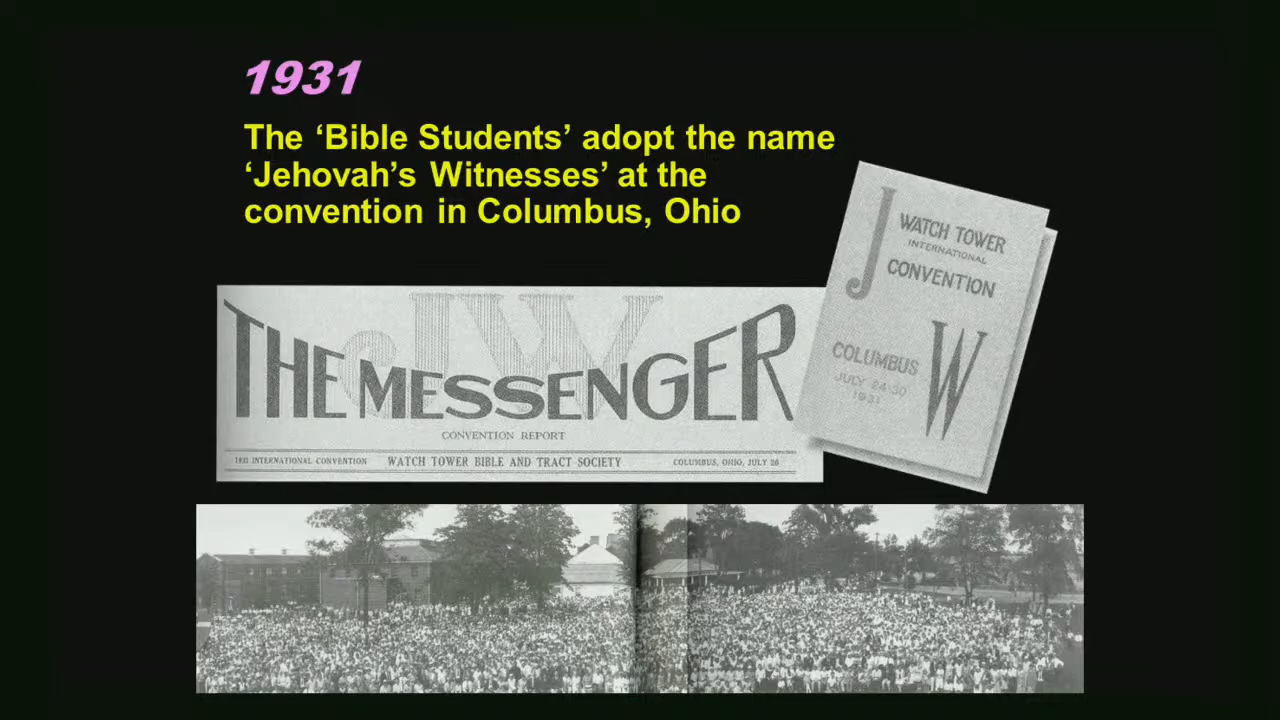 1931
The ‘Bible Students’ adopt the name
‘Jehovah’s Witnesses’ at the
convention in Columbus, Ohio
J
WATCH TOWER
INTERNATIONAL
CONVENTION
COLUMBUS
JULY 24-30
1931
W
JW
THE MESSENGER
CONVENTION REPORT
1931 INTERNATIONAL CONVENTION WATCH TOWER BIBLE AND TRACT SOCIETY COLUMBUS, OHIO, JULY 26